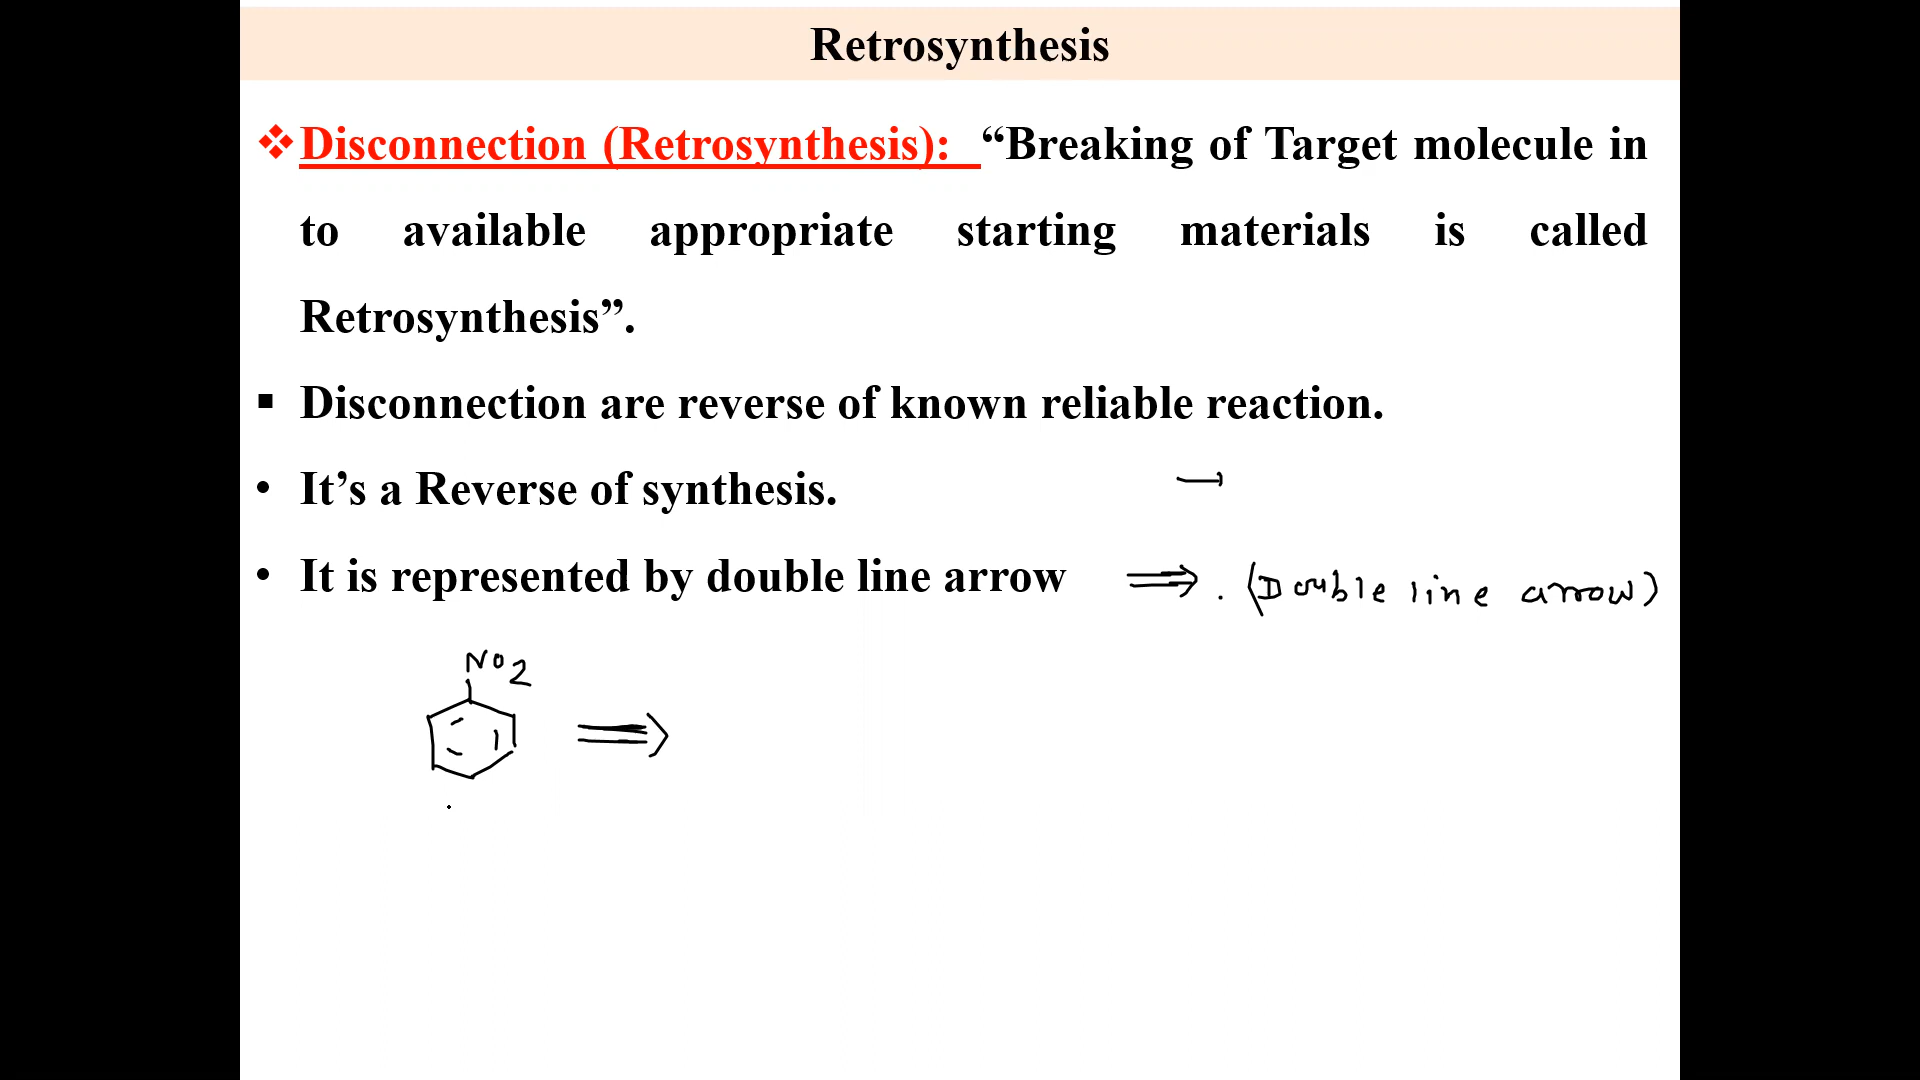 Retrosynthesis
❖Disconnection (Retrosynthesis): “Breaking of Target molecule in
to available appropriate starting materials is called
Retrosynthesis”.
▪ Disconnection are reverse of known reliable reaction.
• It’s a Reverse of synthesis.
• It is represented by double line arrow ⇒ . (Double line arrow)
NO2